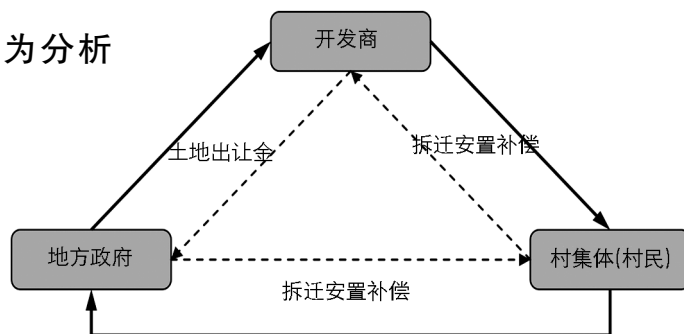 为分析
开发商
土地出让金
拆迁安置补偿
地方政府
村集体(村民)
拆迁安置补偿